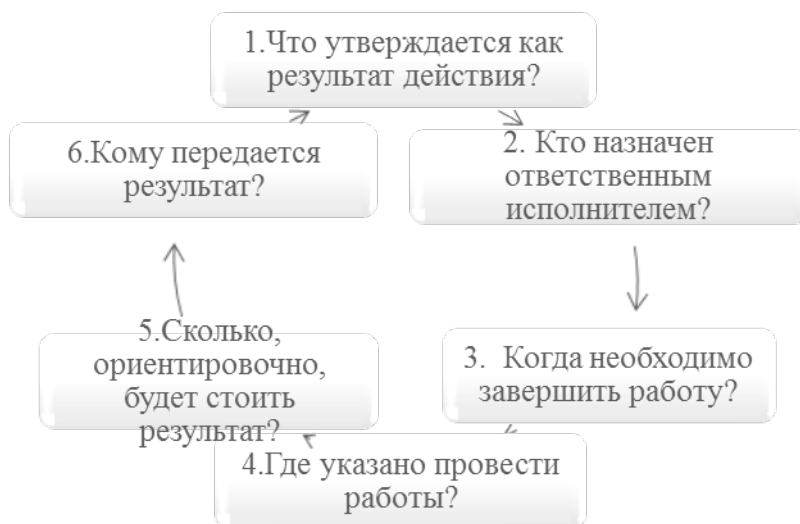 1.Что утверждается как
результат действия?
2. Кто назначен
ответственным
исполнителем?
3. Когда необходимо
завершить работу?
4.Где указано провести
работы?
5.Сколько,
ориентировочно,
будет стоить
результат?
6.Кому передается
результат?